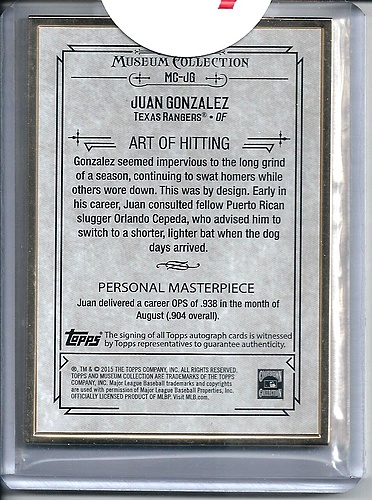 MUSEUM COLLECTION
MC-JG
JUAN GONZALEZ
TEXAS RANGERS® • OF
ART OF HITTING
Gonzalez seemed impervious to the long grind
of a season, continuing to swat homers while
others wore down. This was by design. Early in
his career, Juan consulted fellow Puerto Rican
slugger Orlando Cepeda, who advised him to
switch to a shorter, lighter bat when the dog
days arrived.
PERSONAL MASTERPIECE
Juan delivered a career OPS of .938 in the month of
August (.904 overall).
Topps The signing of all Topps autograph cards is witnessed
by Topps representatives to guarantee authenticity.
®, TM & © 2015 THE TOPPS COMPANY, INC. ALL RIGHTS RESERVED.
TOPPS AND MUSEUM COLLECTION ARE TRADEMARKS OF THE TOPPS
COMPANY, INC. Major League Baseball trademarks and copyrights
are used with permission of Major League Baseball Properties, Inc.
OFFICIALLY LICENSED PRODUCT OF MLBP. Visit MLB.com.